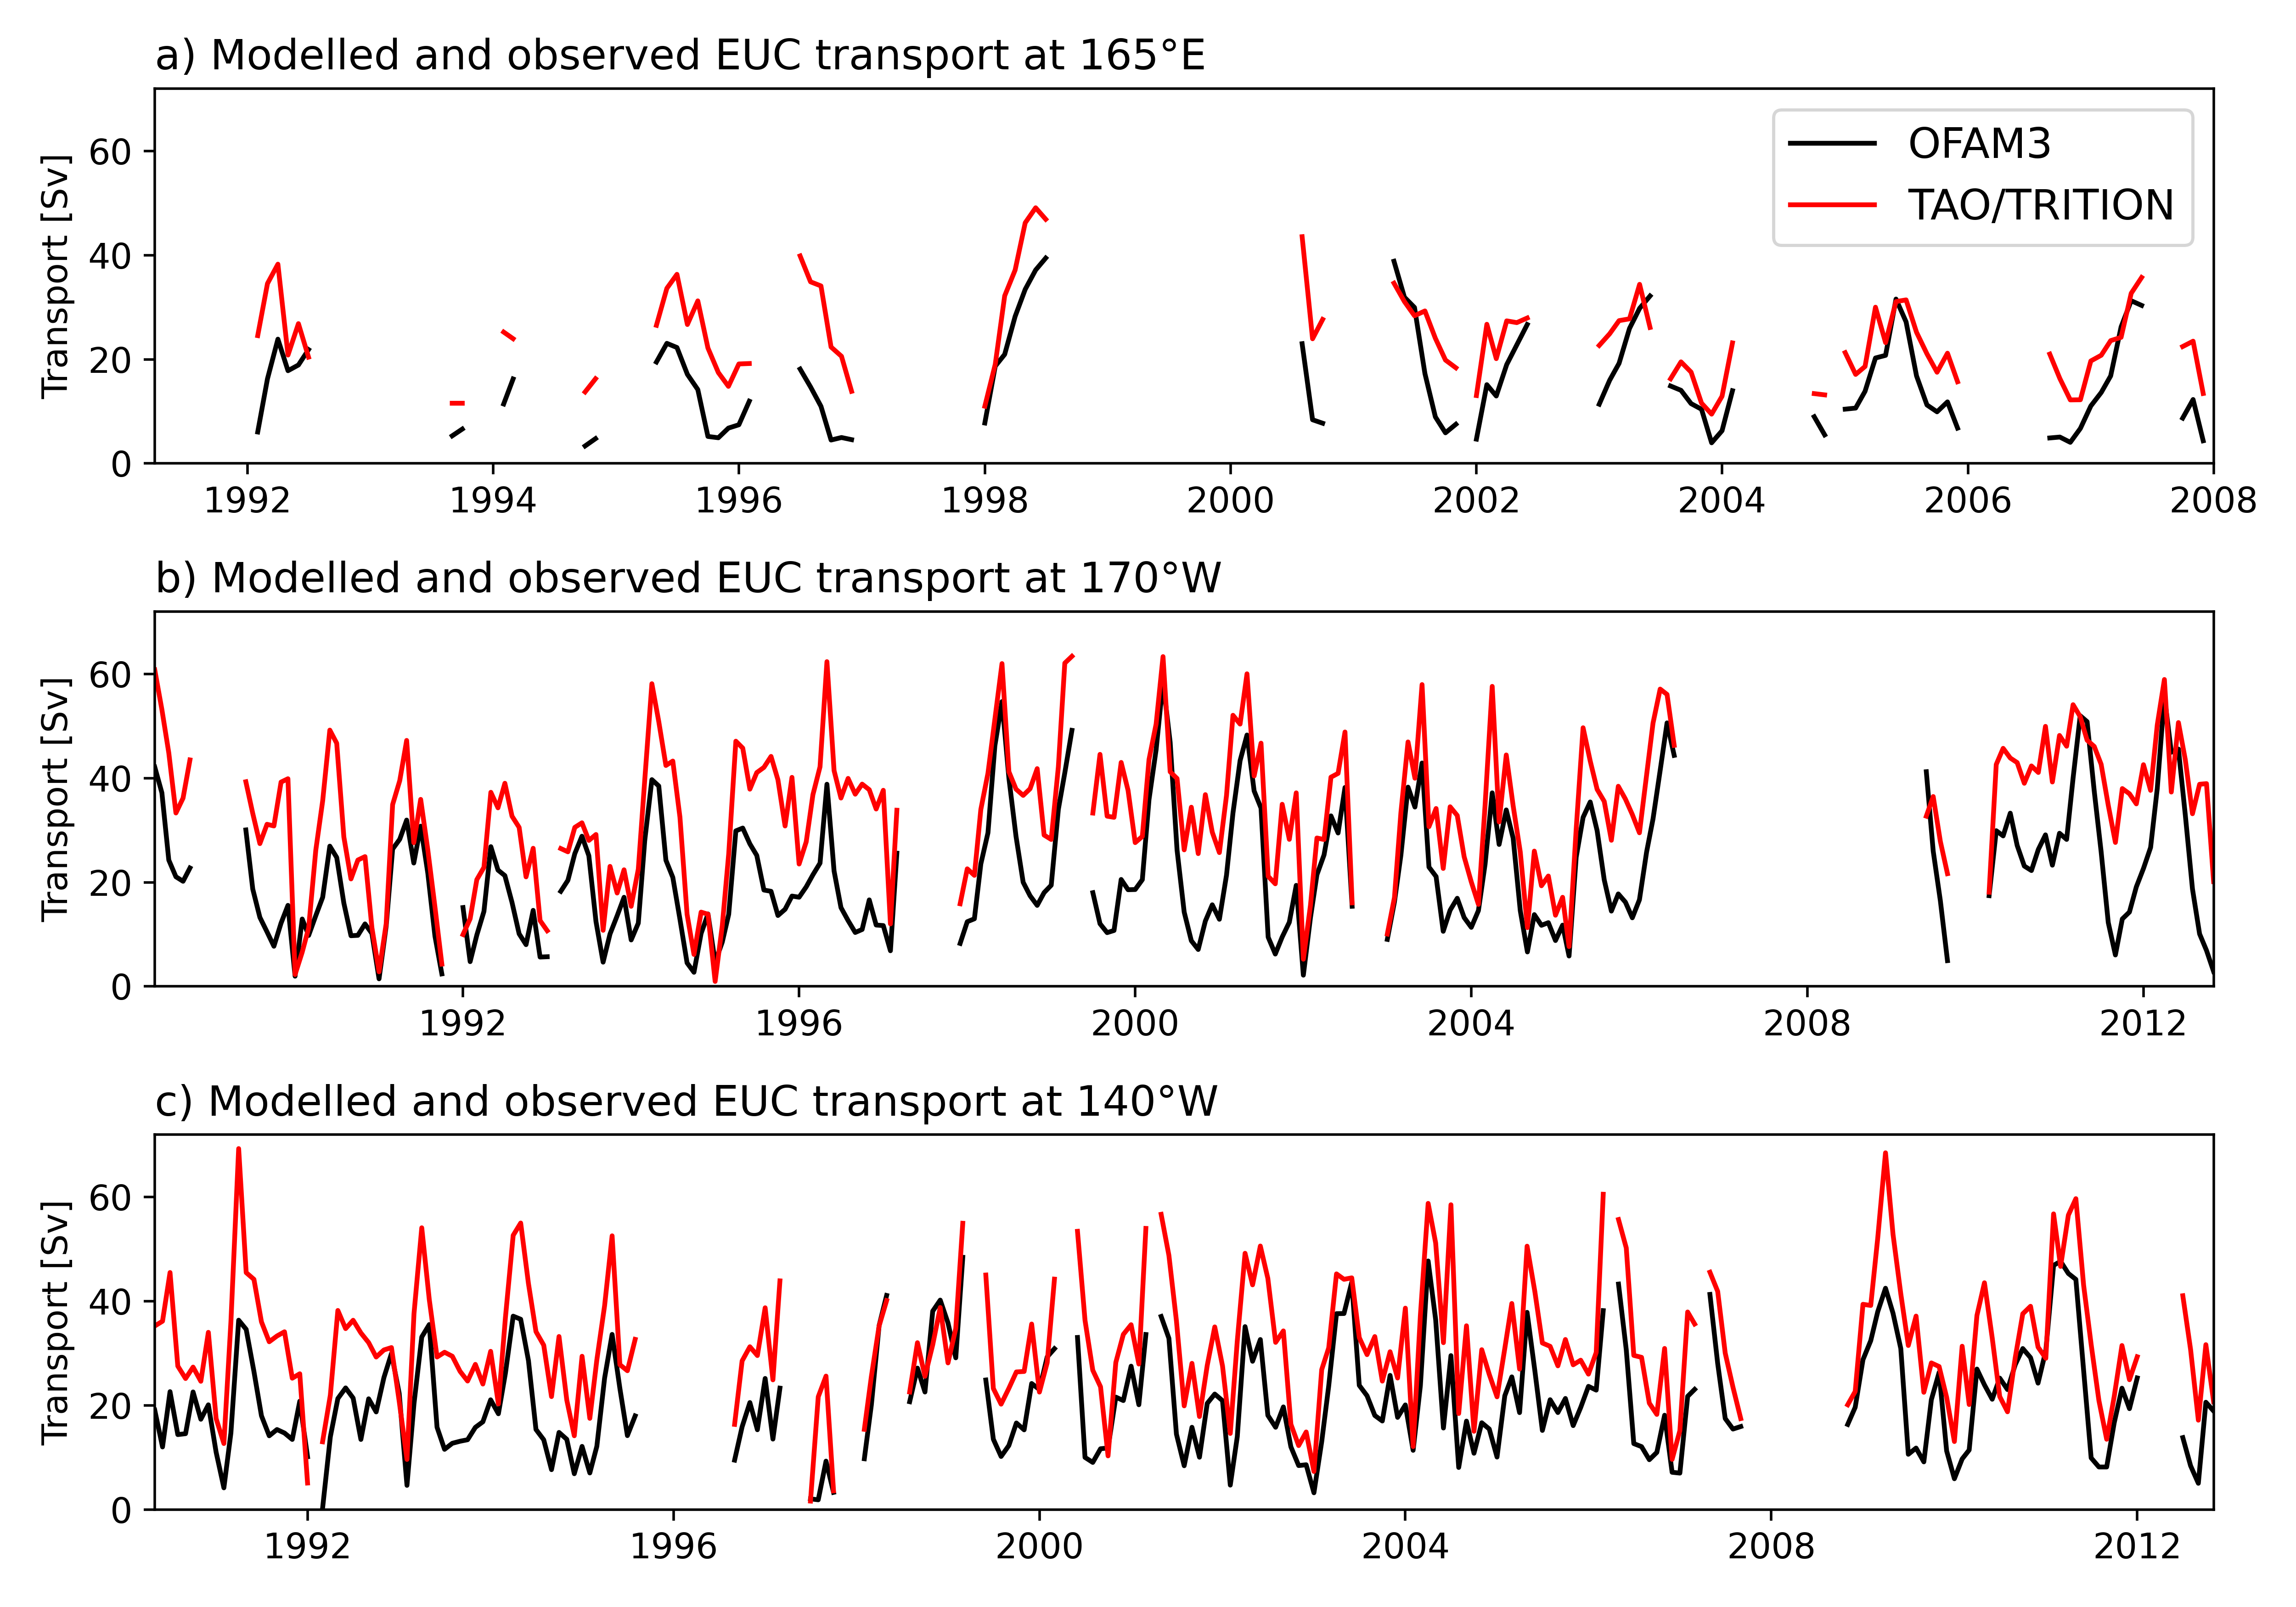 a) Modelled and observed EUC transport at 165°E
Transport [Sv]
60
40
20
0
OFAM3
TAO/TRITION
1992 1994 1996 1998 2000 2002 2004 2006 2008
b) Modelled and observed EUC transport at 170°W
Transport [Sv]
60
40
20
0
1992 1996 2000 2004 2008 2012
c) Modelled and observed EUC transport at 140°W
Transport [Sv]
60
40
20
0
1992 1996 2000 2004 2008 2012